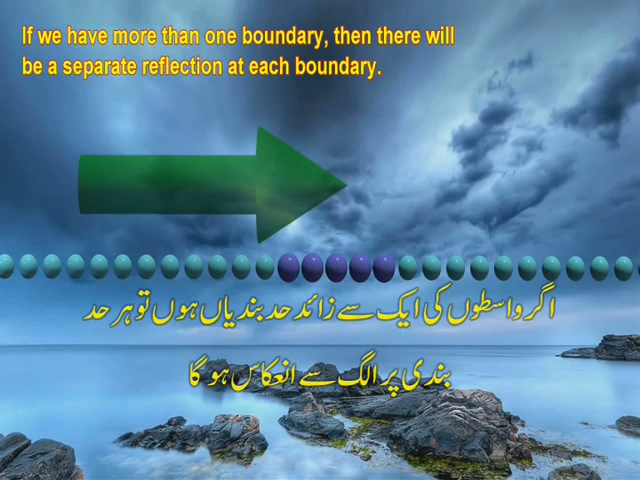 If we have more than one boundary, then there will
be a separate reflection at each boundary.
اگر واسطوں کی ایک سے زائد حد بندیاں ہوں تو ہر حد
بندی پر الگ سے انعکاس ہو گا